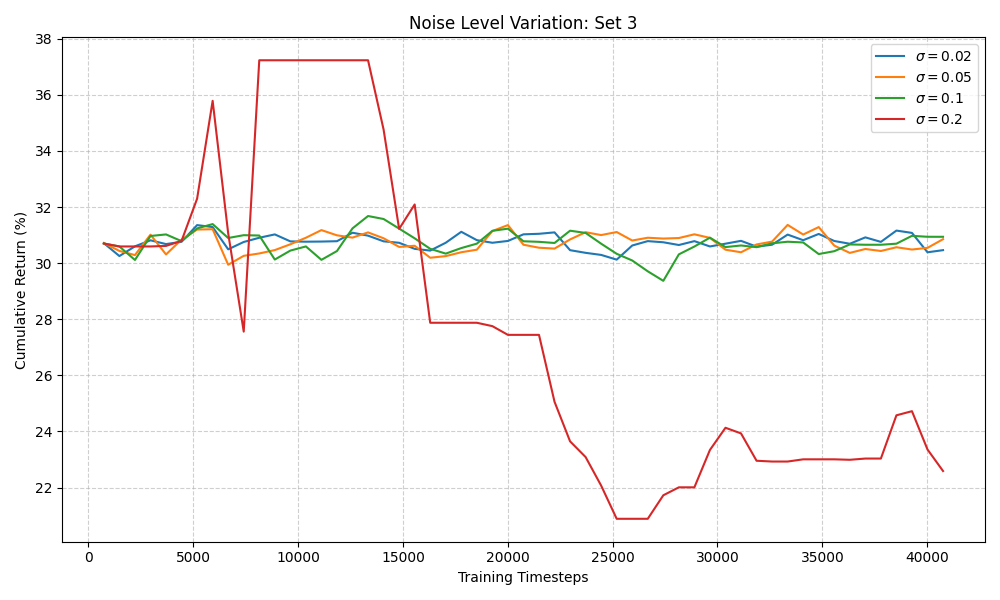 Noise Level Variation: Set 3
Cumulative Return (%)
38
36
34
32
30
28
26
24
22
σ = 0.02
σ = 0.05
σ = 0.1
σ = 0.2
0 5000 10000 15000 20000 25000 30000 35000 40000
Training Timesteps